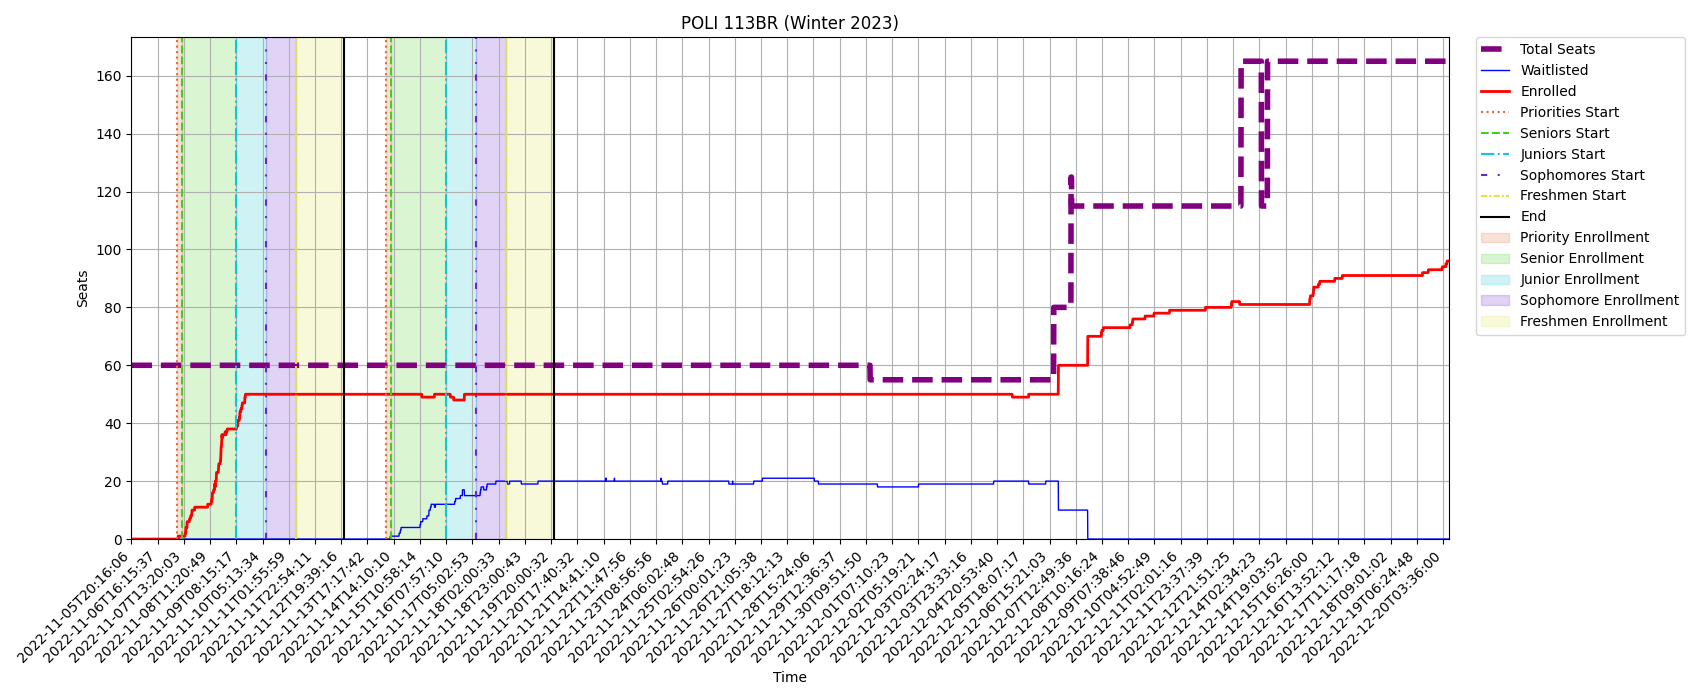 POLI 113BR (Winter 2023)
Seats
160
140
120
100
80
60
40
20
0
2022-11-05T20:16:06
2022-11-06T16:15:37
2022-11-07T13:20:03
2022-11-08T01:20:49
2022-11-09T08:15:17
2022-11-10T05:13:34
2022-11-11T01:55:59
2022-11-11T22:54:11
2022-11-12T19:39:16
2022-11-13T17:17:42
2022-11-14T14:10:10
2022-11-15T10:58:14
2022-11-16T07:57:10
2022-11-17T05:02:53
2022-11-18T02:00:33
2022-11-18T23:00:43
2022-11-19T20:00:32
2022-11-20T17:40:32
2022-11-21T14:41:10
2022-11-22T11:47:56
2022-11-23T08:56:56
2022-11-24T06:02:48
2022-11-25T02:54:26
2022-11-26T00:01:23
2022-11-26T21:05:38
2022-11-27T18:12:13
2022-11-28T15:24:06
2022-11-29T12:36:37
2022-11-30T09:51:50
2022-12-01T07:10:23
2022-12-02T05:19:21
2022-12-03T02:24:17
2022-12-03T23:33:16
2022-12-04T20:53:40
2022-12-05T18:07:17
2022-12-06T15:21:03
2022-12-07T12:49:36
2022-12-08T10:16:24
2022-12-09T07:38:46
2022-12-10T04:52:49
2022-12-11T02:01:16
2022-12-11T23:37:39
2022-12-12T21:51:25
2022-12-14T02:34:23
2022-12-14T19:03:52
2022-12-15T16:26:00
2022-12-16T13:52:12
2022-12-17T11:17:18
2022-12-18T09:01:02
2022-12-19T06:24:48
2022-12-20T03:36:00
Time
Total Seats
Waitlisted
Enrolled
Priorities Start
Seniors Start
Juniors Start
Sophomores Start
Freshmen Start
End
Priority Enrollment
Senior Enrollment
Junior Enrollment
Sophomore Enrollment
Freshmen Enrollment